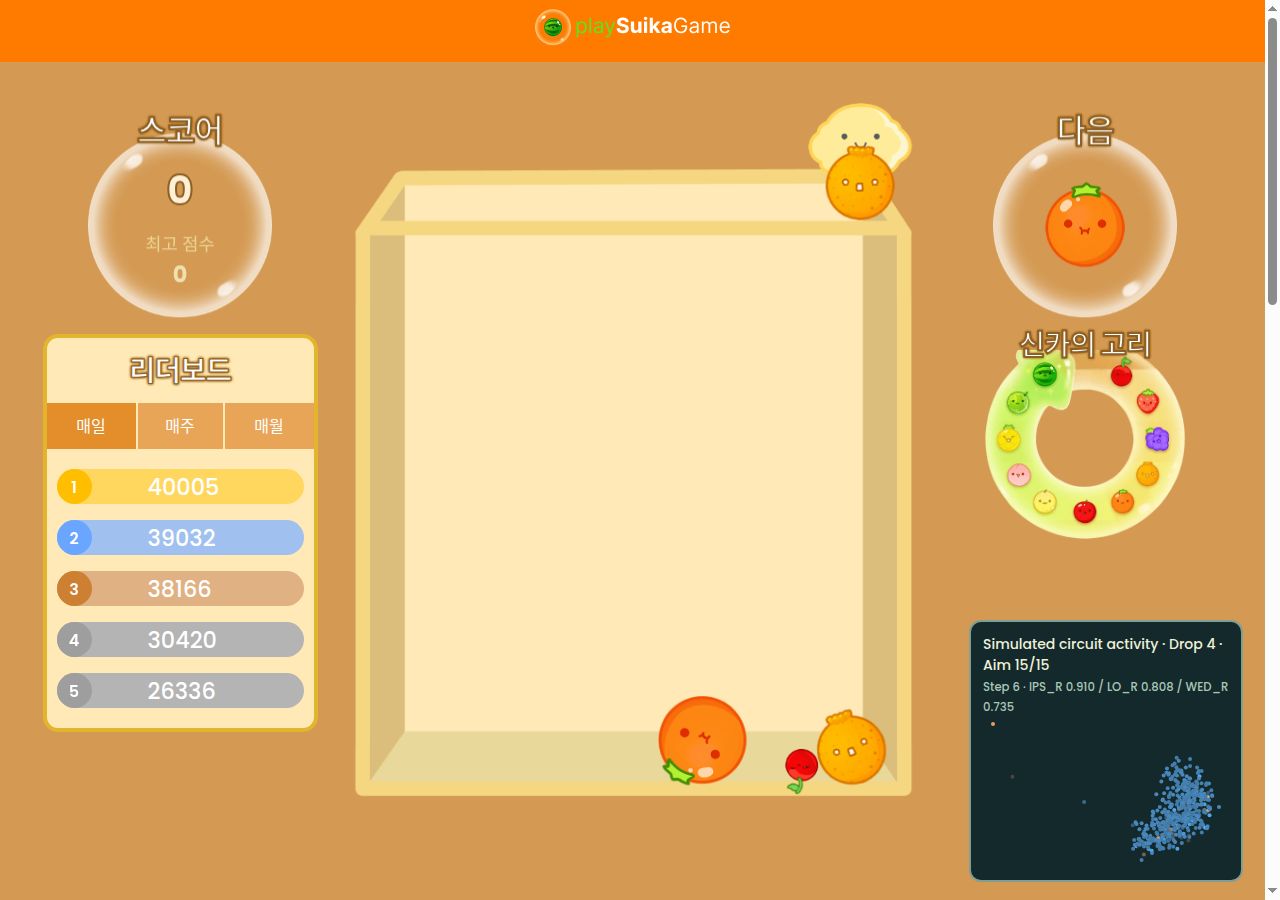 playSuikaGame
스코어
0
최고 점수
0
다음
신카의 고리
리더보드
매일 매주 매월
1 40005
2 39032
3 38166
4 30420
5 26336
Simulated circuit activity · Drop 4 ·
Aim 15/15
Step 6 · IPS_R 0.910 / LO_R 0.808 / WED_R
0.735